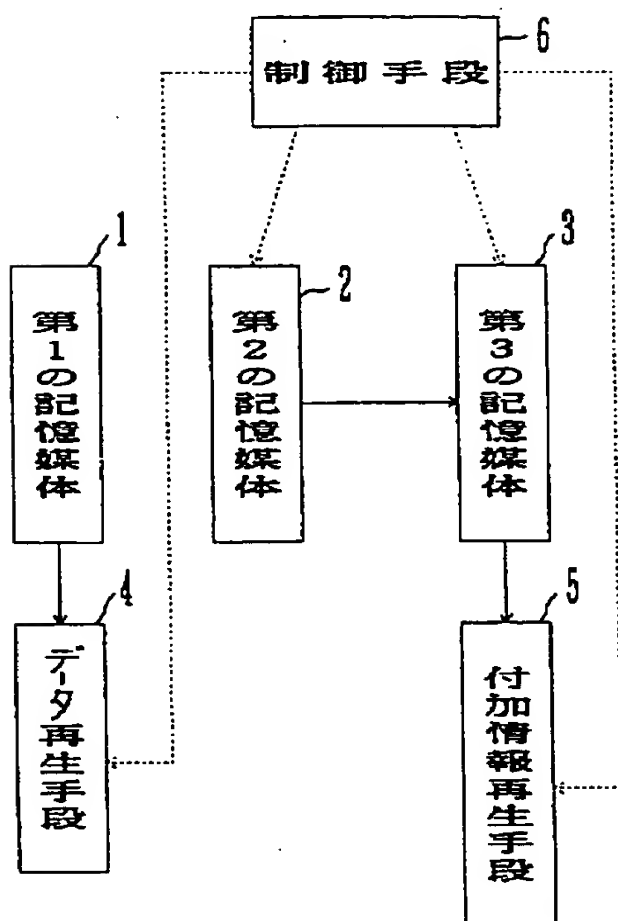 6
制御手段
1
第1の記憶媒体
2
第2の記憶媒体
3
第3の記憶媒体
4
データ再生手段
5
付加情報再生手段